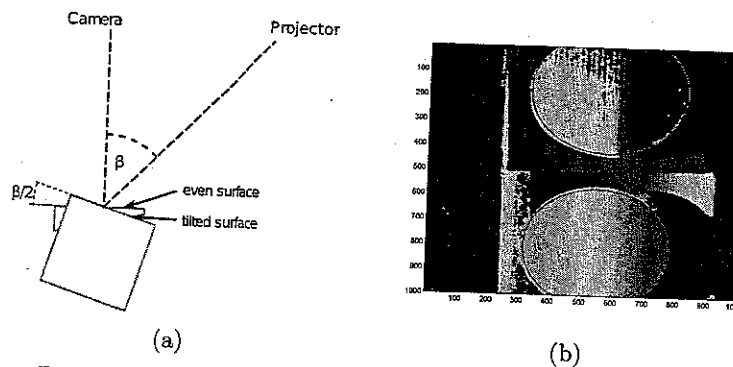 Camera
Projector
β
β/2
even surface
tilted surface
(a)
100
200
300
400
500
600
700
800
900
1000
100 200 300 400 500 600 700 800 900
(b)